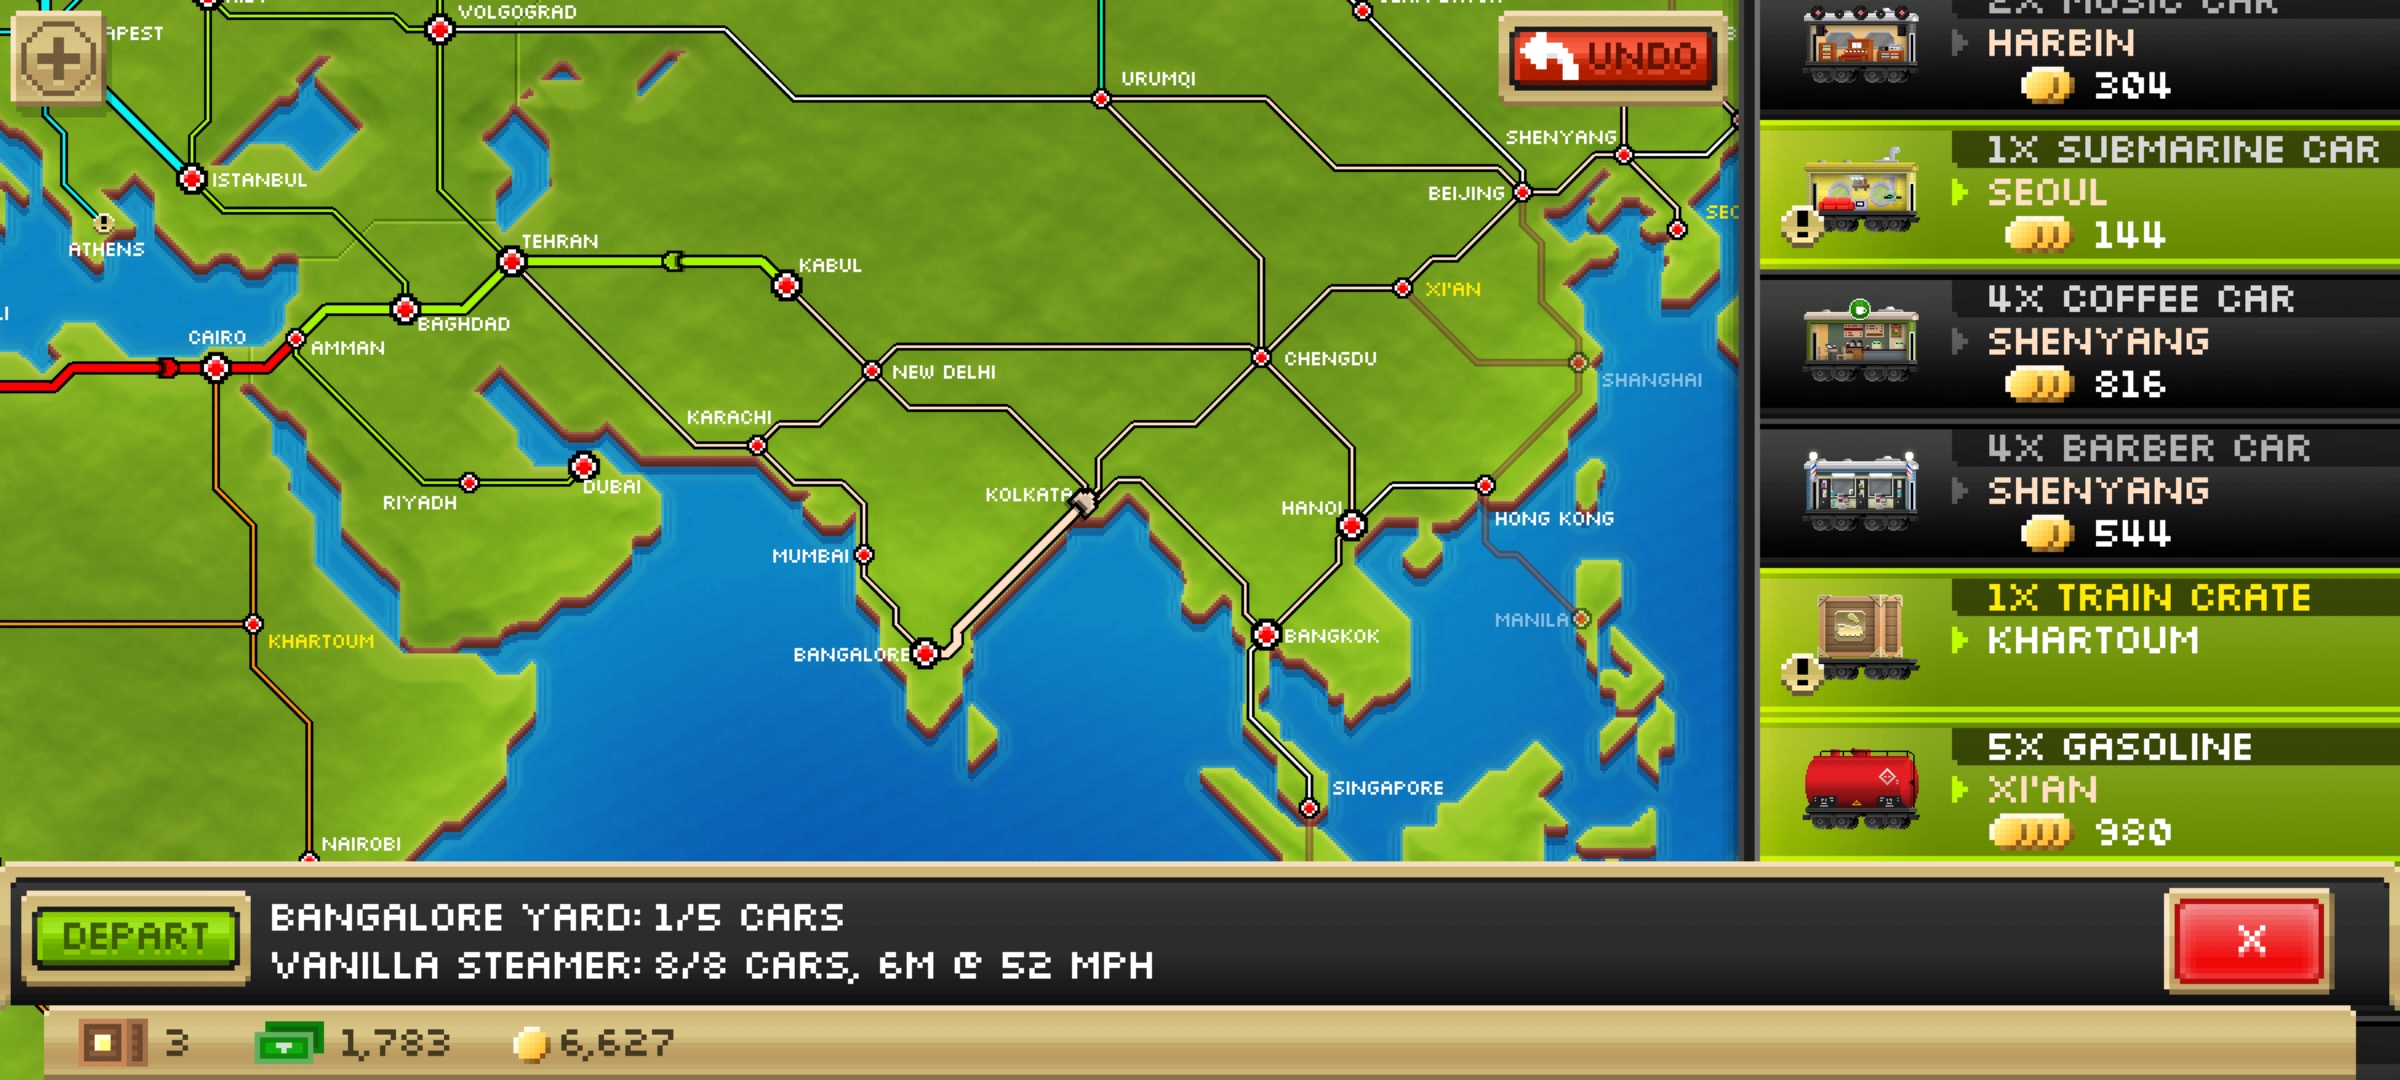 VOLGOGRAD
APEST
UNDO
URUMQI
SHENYANG
ISTANBUL
BEIJING
SEO
ATHENS
TEHRAN
KABUL
XI'AN
BAGHDAD
CAIRO
AMMAN
NEW DELHI
CHENGDU
SHANGHAI
KARACHI
KOLKATA
RIYADH
DUBAI
HANOI
HONG KONG
MUMBAI
MANILA
KHARTOUM
BANGALORE
BANGKOK
SINGAPORE
NAIROBI
2X MUSIC CAR
HARBIN
304
1X SUBMARINE CAR
SEOUL
144
4X COFFEE CAR
SHENYANG
816
4X BARBER CAR
SHENYANG
544
1X TRAIN CRATE
KHARTOUM
5X GASOLINE
XI'AN
980
DEPART
BANGALORE YARD: 1/5 CARS
VANILLA STEAMER: 8/8 CARS, 6M @ 52 MPH
X
3
1,783
6,627